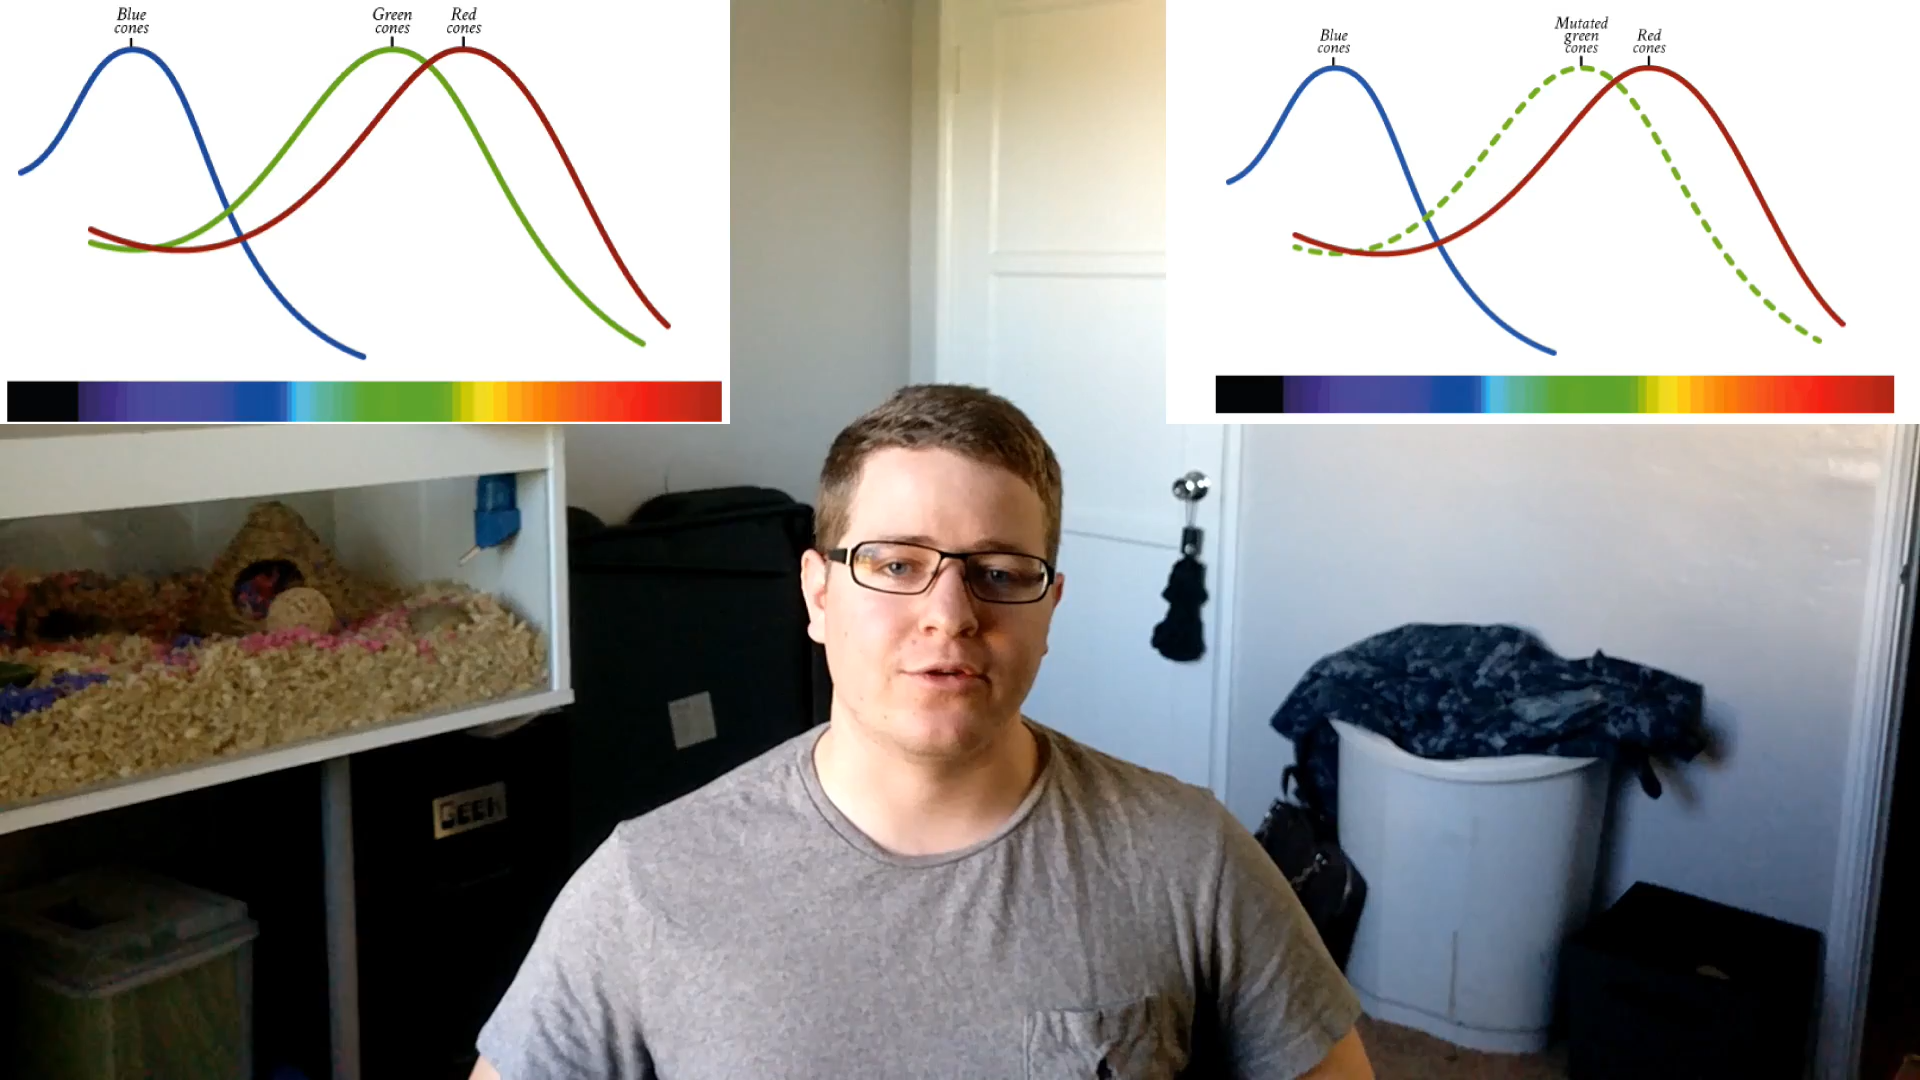 Blue
cones
Green
cones
Red
cones
Blue
cones
Mutated
green
cones
Red
cones
GEEK